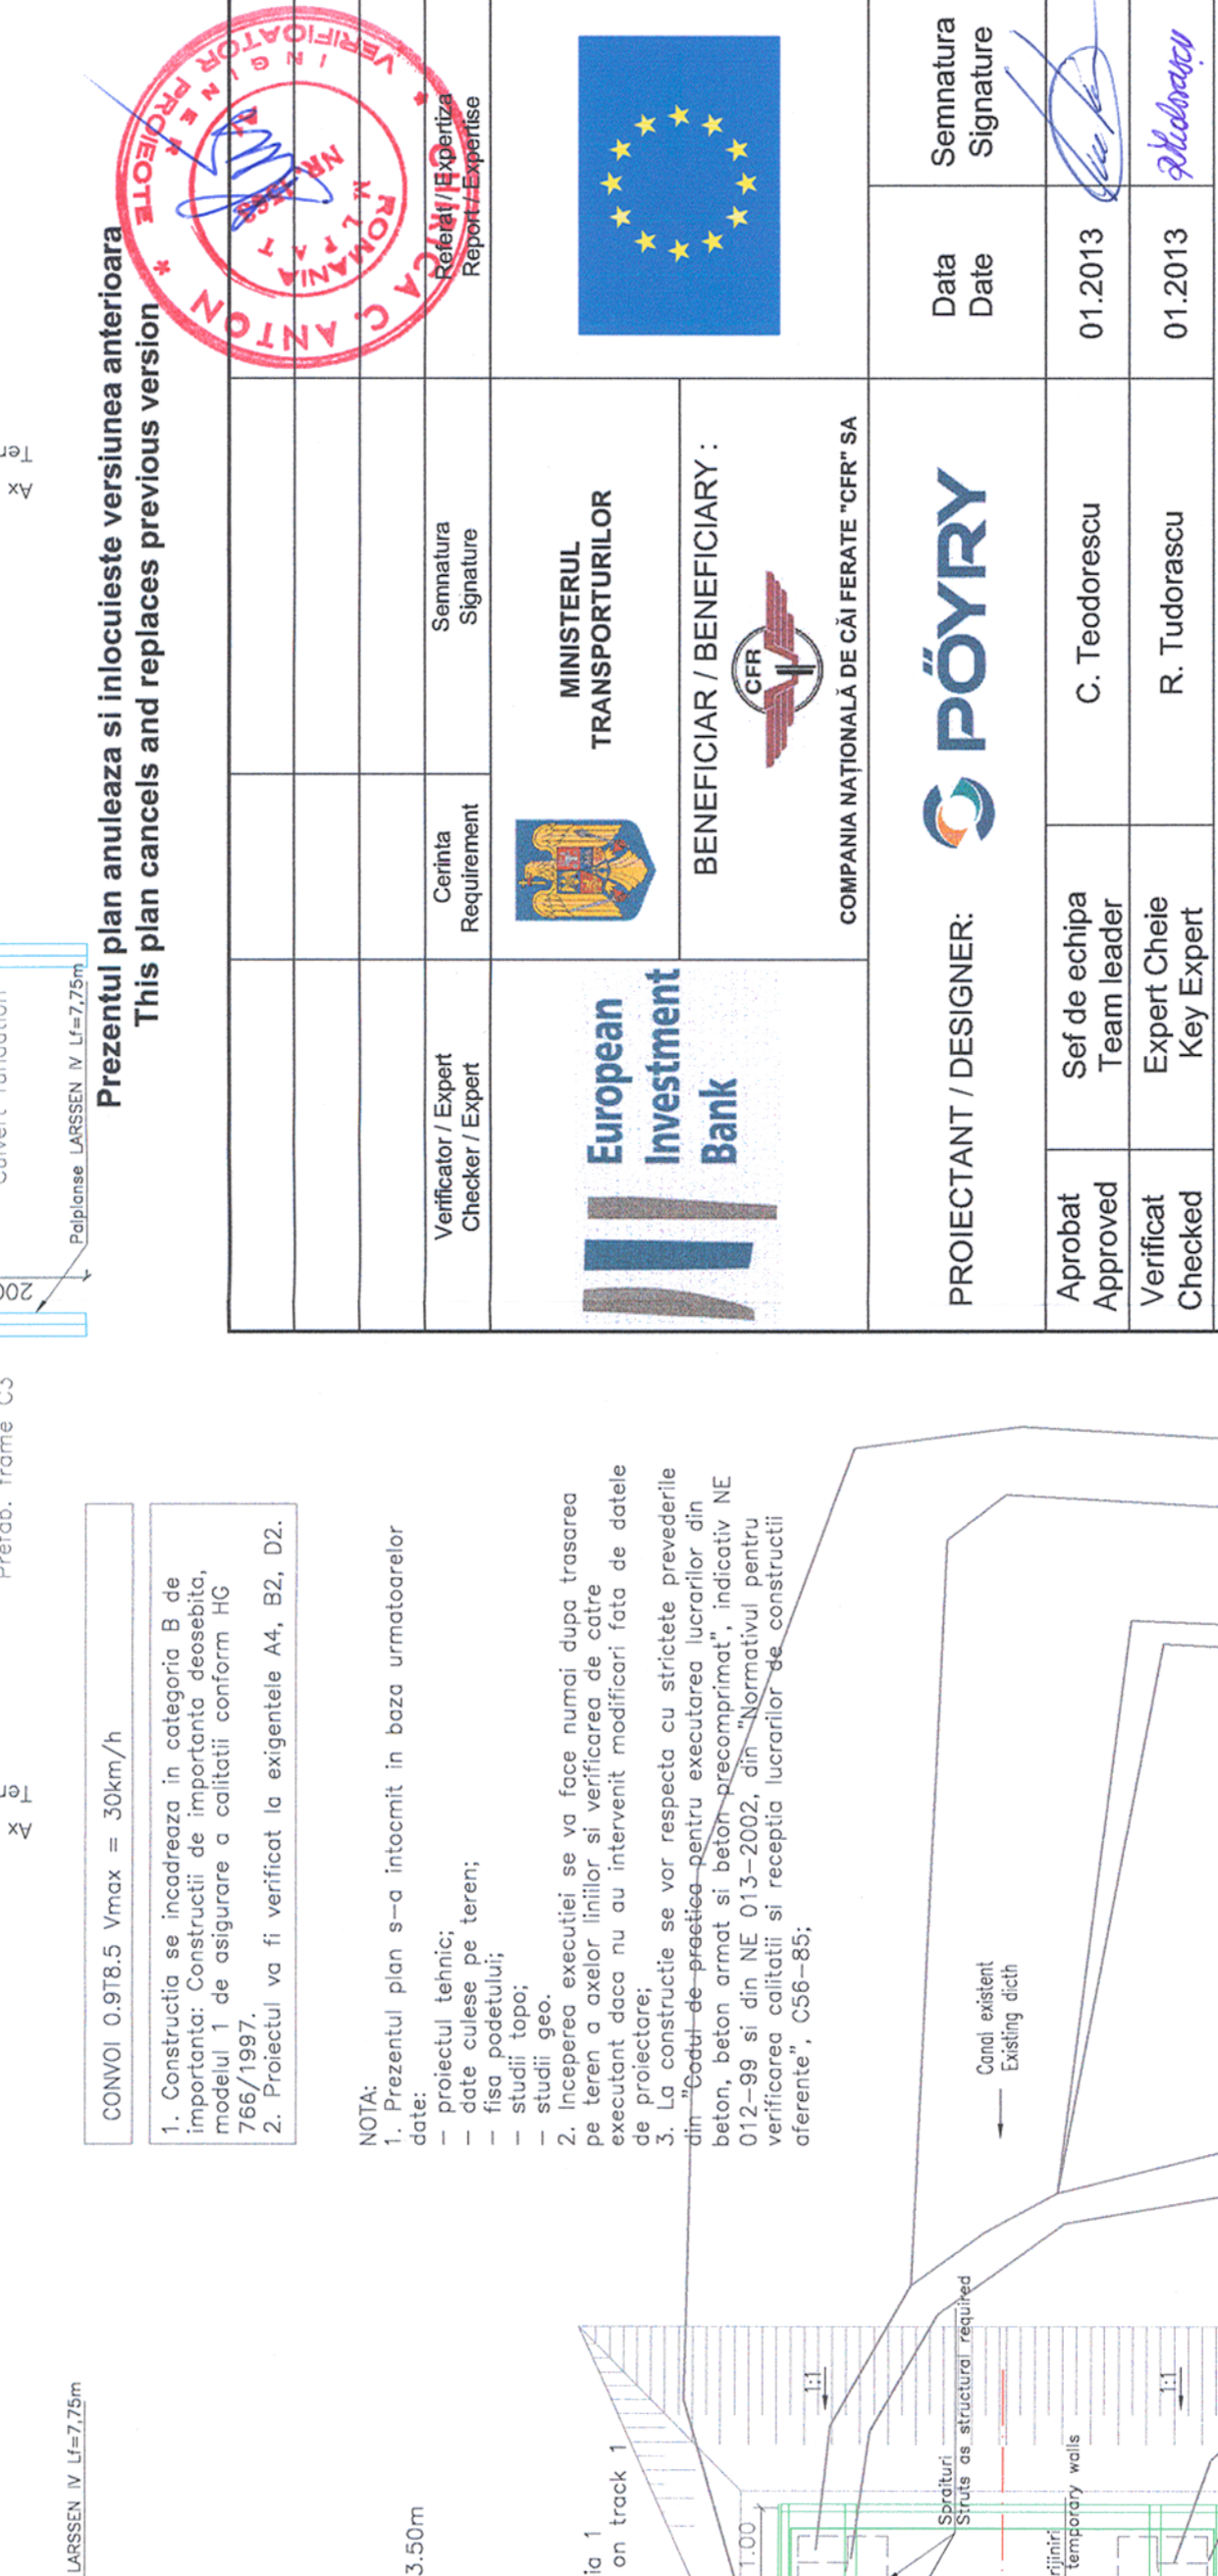 LARSSEN IV Lf=7,75m
3.50m
on track 1
1.00
Spraituri
Struts as structural required
temporary walls
1:1
1:1
Canal existent
Existing dicth
Prefab. frame C3
Ax
Ax
CONVOI 0.9T8.5 Vmax = 30km/h
1. Constructia se incadreaza in categoria B de
importanta: Constructii de importanta deosebita,
modelul 1 de asigurare a calitatii conform HG
766/1997.
2. Proiectul va fi verificat la exigentele A4, B2, D2.
NOTA:
1. Prezentul plan s-a intocmit in baza urmatoarelor
date:
- proiectul tehnic;
- date culese pe teren;
- fisa podetului;
- studii topo;
- studii geo.
2. Inceperea executiei se va face numai dupa trasarea
pe teren a axelor liniilor si verificarea de catre
executant daca nu au intervenit modificari fata de datele
de proiectare;
3. La constructie se vor respecta cu strictete prevederile
din "Codul de practica pentru executarea lucrarilor din
beton, beton armat si beton precomprimat", indicativ NE
012-99 si din NE 013-2002, din "Normativul pentru
verificarea calitatii si receptia lucrarilor de constructii
aferente", C56-85;
Palplanse LARSSEN IV Lf=7,75m
Prezentul plan anuleaza si inlocuieste versiunea anterioara
This plan cancels and replaces previous version
VERIFICATOR PROIECTE * CHIRICA C. ANTON *
INGINER
ROMANIA
MLPAT
NR.
Verificator / Expert
Checker / Expert
Cerinta
Requirement
Semnatura
Signature
Referat / Expertiza
Report / Expertise
European
Investment
Bank
MINISTERUL
TRANSPORTURILOR
BENEFICIAR / BENEFICIARY :
CFR
COMPANIA NAȚIONALĂ DE CĂI FERATE "CFR" SA
PROIECTANT / DESIGNER:
PÖYRY
Data
Date
Semnatura
Signature
Aprobat
Approved
Sef de echipa
Team leader
C. Teodorescu
01.2013
Verificat
Checked
Expert Cheie
Key Expert
R. Tudorascu
01.2013